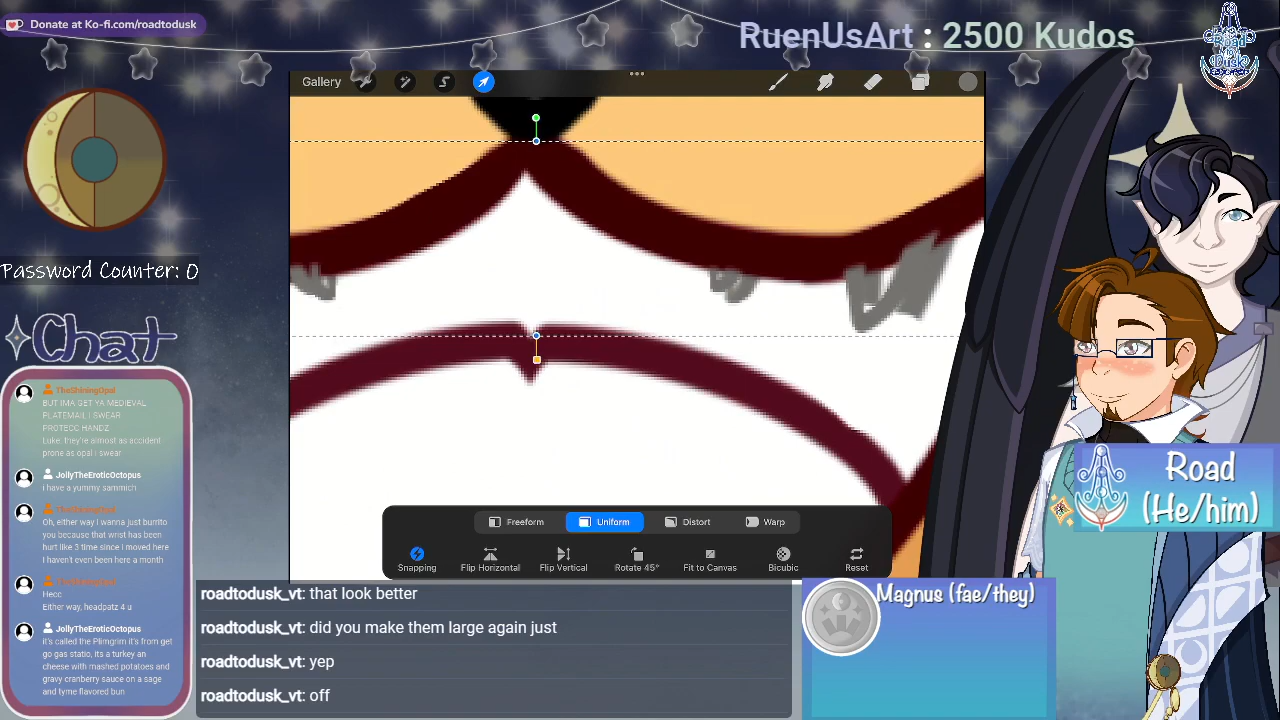 Donate at Ko-fi.com/roadtodusk
RuenUsArt : 2500 Kudos
Road
to
Dusk
Gallery
Password Counter: 0
Chat
TheShiningOpal
BUT IMA GET YA MEDIEVAL
PLATEMAIL I SWEAR
PROTECC HANDZ
Luke: they're almost as accident
prone as opal i swear
JollyTheEroticOctopus
i have a yummy sammich
TheShiningOpal
Oh, either way I wanna just burrito
you because that wrist has been
hurt like 3 time since I moved here
I haven't even been here a month
TheShiningOpal
Hecc
Either way, headpatz 4 u
JollyTheEroticOctopus
it's called the Plimgrim it's from get
go gas statio, its a turkey an
cheese with mashed potatoes and
gravy cranberry sauce on a sage
and tyme flavored bun
Freeform
Uniform
Distort
Warp
Snapping
Flip Horizontal
Flip Vertical
Rotate 45°
Fit to Canvas
Bicubic
Reset
roadtodusk_vt: that look better
roadtodusk_vt: did you make them large again just
roadtodusk_vt: yep
roadtodusk_vt: off
Road
(He/him)
Magnus (fae/they)